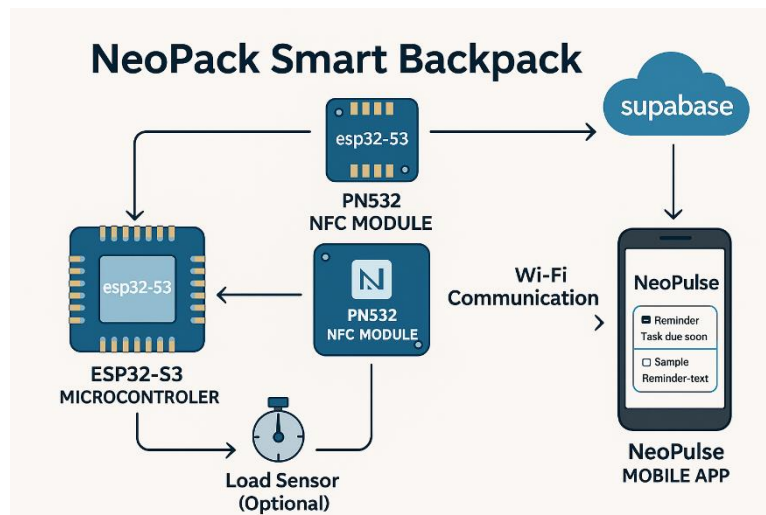 NeoPack Smart Backpack
supabase
esp32-53
PN532
NFC MODULE
esp32-53
N
PN532
NFC MODULE
Wi-Fi
Communication
NeoPulse
Reminder
Task due soon
Sample
Reminder-text
ESP32-S3
MICROCONTROLER
Load Sensor
(Optional)
NeoPulse
MOBILE APP